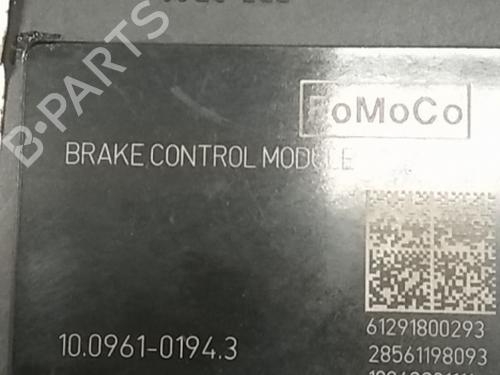 FoMoCo
BRAKE CONTROL MODULE
B-PARTS
10.0961-0194.3
61291800293
28561198093